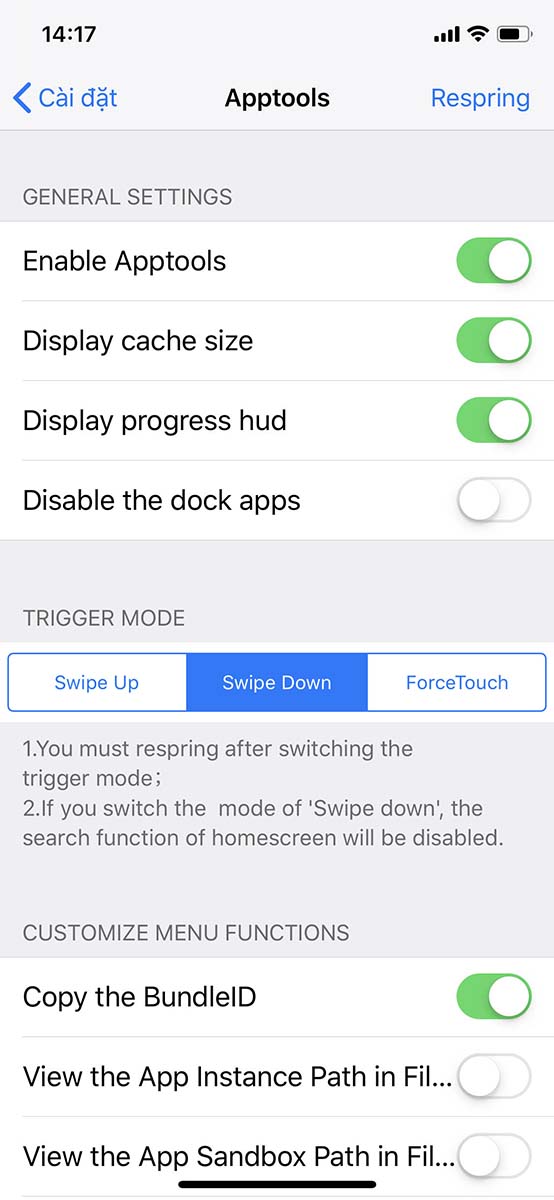 14:17
Cài đặt
Apptools
Respring
GENERAL SETTINGS
Enable Apptools
Display cache size
Display progress hud
Disable the dock apps
TRIGGER MODE
Swipe Up
Swipe Down
ForceTouch
1.You must respring after switching the
trigger mode；
2.If you switch the  mode of 'Swipe down', the
search function of homescreen will be disabled.
CUSTOMIZE MENU FUNCTIONS
Copy the BundleID
View the App Instance Path in Fil...
View the App Sandbox Path in Fil...